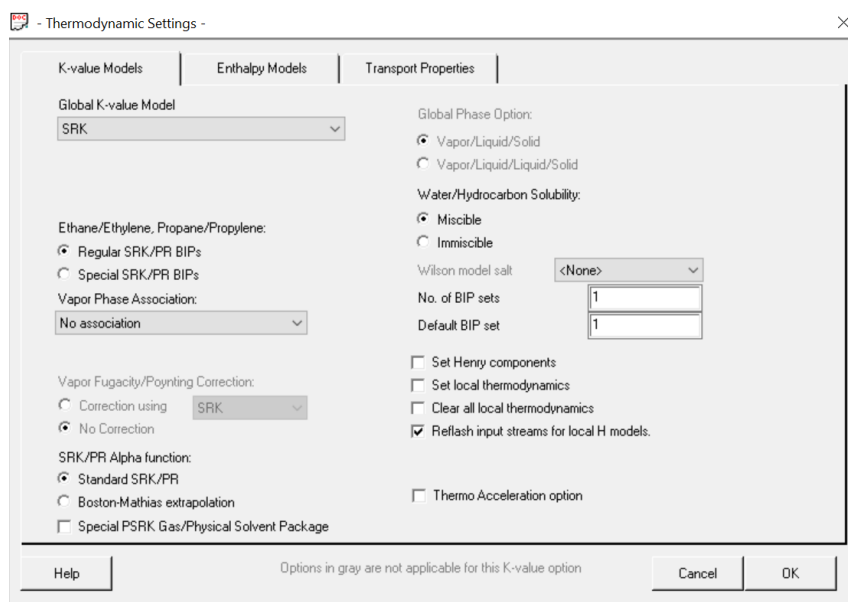 - Thermodynamic Settings -
K-value Models
Enthalpy Models
Transport Properties
Global K-value Model
SRK
Ethane/Ethylene, Propane/Propylene:
Regular SRK/PR BIPs
Special SRK/PR BIPs
Vapor Phase Association:
No association
Vapor Fugacity/Poynting Correction:
Correction using
SRK
No Correction
SRK/PR Alpha function:
Standard SRK/PR
Boston-Mathias extrapolation
Special PSRK Gas/Physical Solvent Package
Global Phase Option:
Vapor/Liquid/Solid
Vapor/Liquid/Liquid/Solid
Water/Hydrocarbon Solubility:
Miscible
Immiscible
Wilson model salt
<None>
No. of BIP sets
1
Default BIP set
1
Set Henry components
Set local thermodynamics
Clear all local thermodynamics
Reflash input streams for local H models.
Thermo Acceleration option
Help
Options in gray are not applicable for this K-value option
Cancel
OK